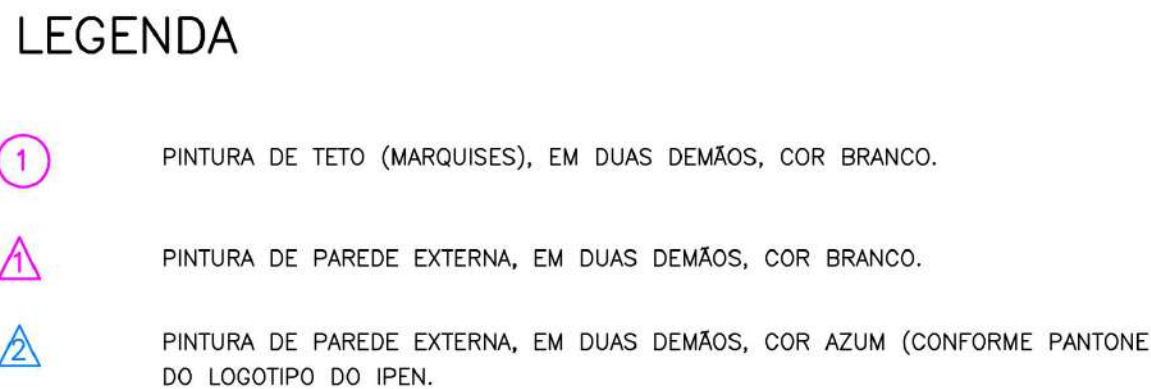 LEGENDA
1 PINTURA DE TETO (MARQUISES), EM DUAS DEMÃOS, COR BRANCO.
1 PINTURA DE PAREDE EXTERNA, EM DUAS DEMÃOS, COR BRANCO.
2 PINTURA DE PAREDE EXTERNA, EM DUAS DEMÃOS, COR AZUM (CONFORME PANTONE
DO LOGOTIPO DO IPEN.